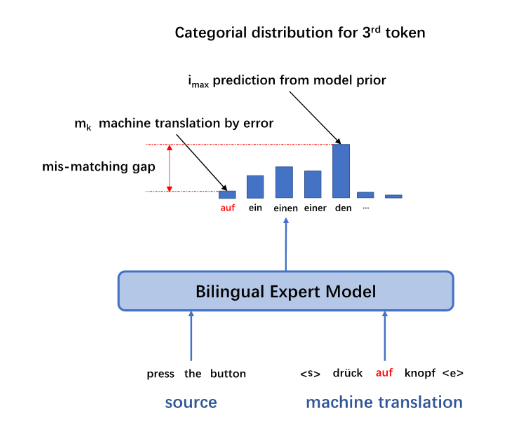 Categorial distribution for 3rd token
imax prediction from model prior
mk machine translation by error
mis-matching gap
auf ein einen einer den ...
Bilingual Expert Model
press the button
<s> drück auf knopf <e>
source
machine translation